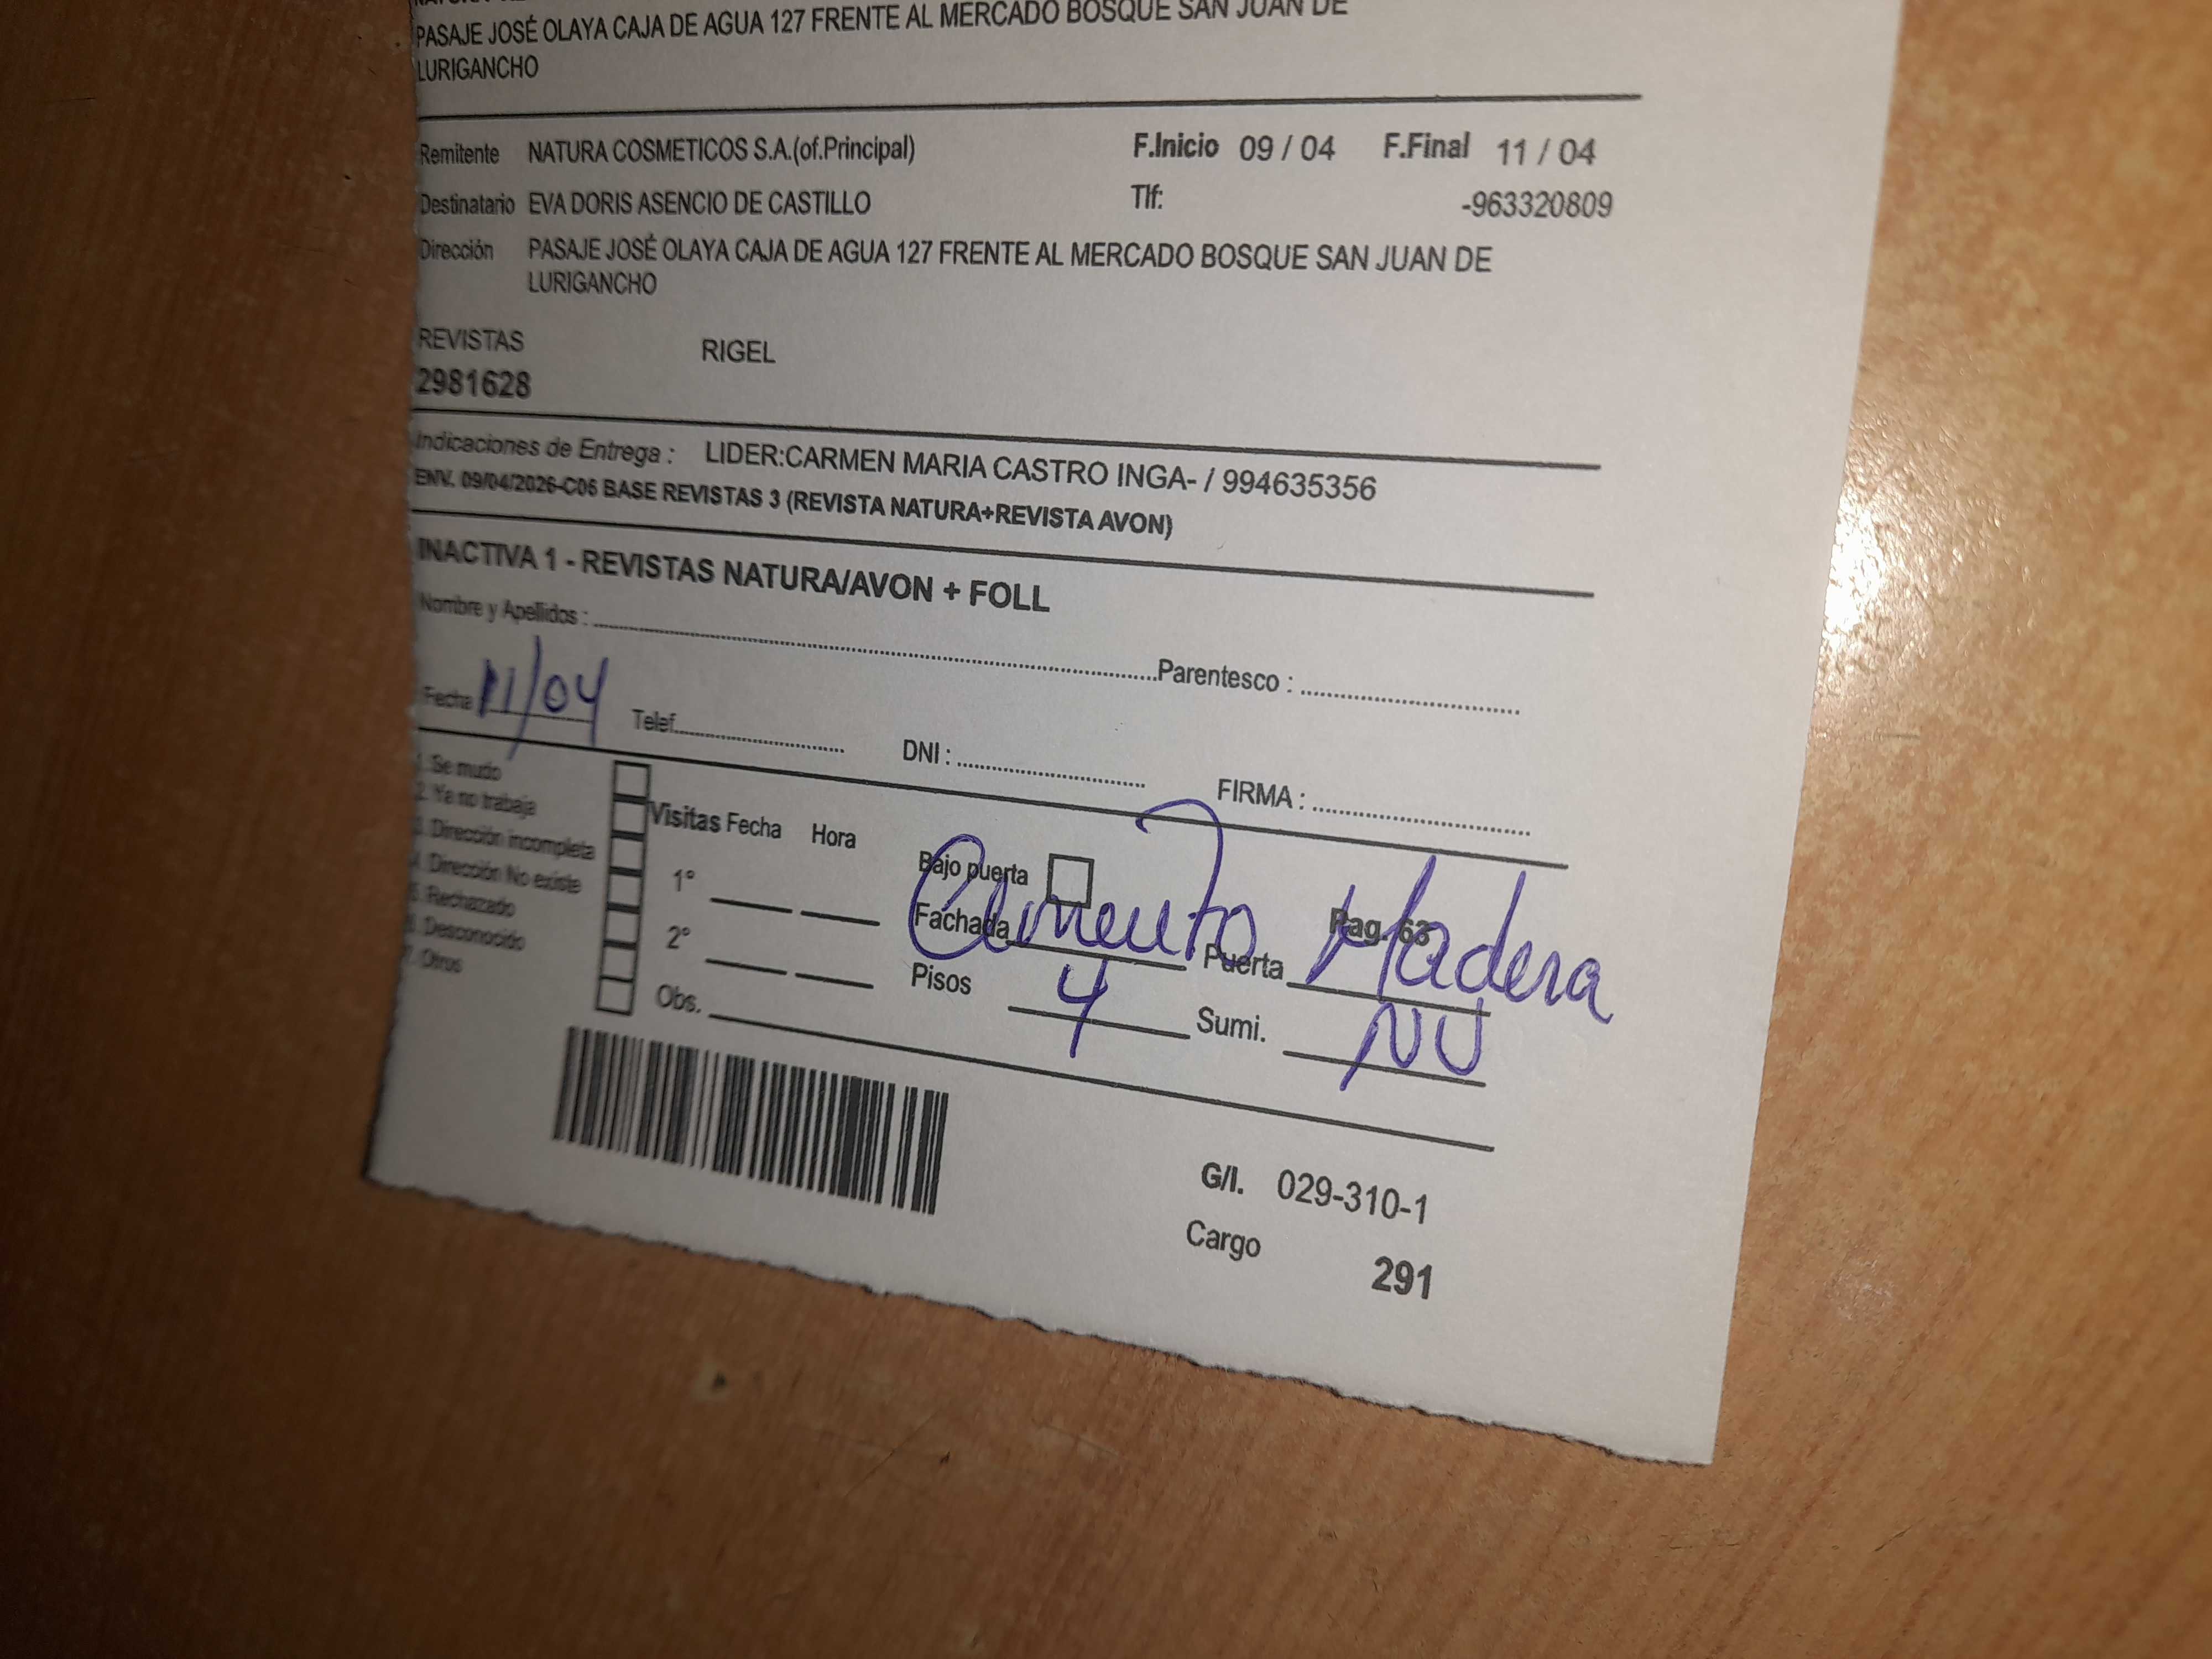 PASAJE JOSÉ OLAYA CAJA DE AGUA 127 FRENTE AL MERCADO BOSQUE SAN JUAN DE
LURIGANCHO
Remitente NATURA COSMETICOS S.A.(of.Principal) F.Inicio 09 / 04 F.Final 11 / 04
Destinatario EVA DORIS ASENCIO DE CASTILLO Tlf: -963320809
Dirección PASAJE JOSÉ OLAYA CAJA DE AGUA 127 FRENTE AL MERCADO BOSQUE SAN JUAN DE
LURIGANCHO
REVISTAS RIGEL
2981628
Indicaciones de Entrega : LIDER:CARMEN MARIA CASTRO INGA- / 994635356
ENV. 09/04/2026-C06 BASE REVISTAS 3 (REVISTA NATURA+REVISTA AVON)
INACTIVA 1 - REVISTAS NATURA/AVON + FOLL
Nombre y Apellidos : Parentesco :
Fecha 11/04 Telef. DNI : FIRMA :
1. Se mudo
2. Ya no trabaja
3. Dirección incompleta
4. Dirección No existe
5. Rechazado
6. Desconocido
7. Otros
Visitas Fecha Hora
1°
2°
Obs.
Bajo puerta Pag. 63
Fachada Cemento Puerta Madera
Pisos 4 Sumi. NU
G/I. 029-310-1
Cargo 291